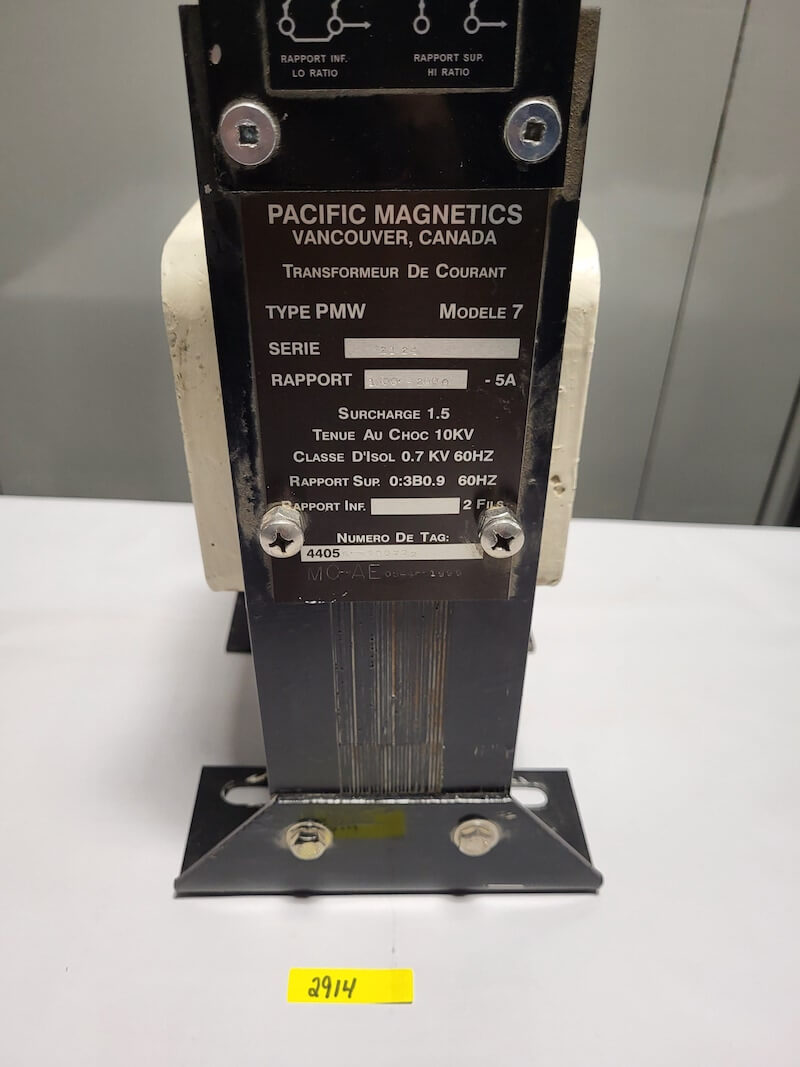 RAPPORT INF. RAPPORT SUP.
LO RATIO HI RATIO
PACIFIC MAGNETICS
VANCOUVER, CANADA
TRANSFORMEUR DE COURANT
TYPE PMW MODELE 7
SERIE
RAPPORT - 5A
SURCHARGE 1.5
TENUE AU CHOC 10KV
CLASSE D'ISOL 0.7 KV 60HZ
RAPPORT SUP. 0:3B0.9 60HZ
RAPPORT INF. 2 FILS
NUMERO DE TAG:
4405
MC-AE
2914